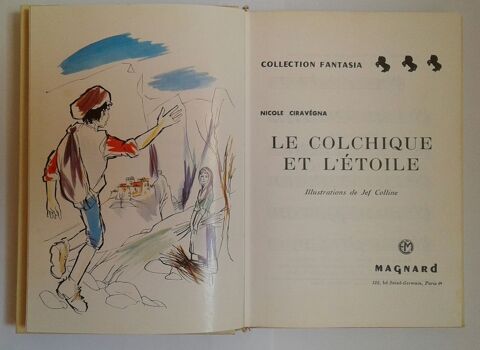 COLLECTION FANTASIA
NICOLE CIRAVÉGNA
LE COLCHIQUE
ET L'ÉTOILE
Illustrations de Jef Colline
MAGNARD
122, bd Saint-Germain, Paris 6e